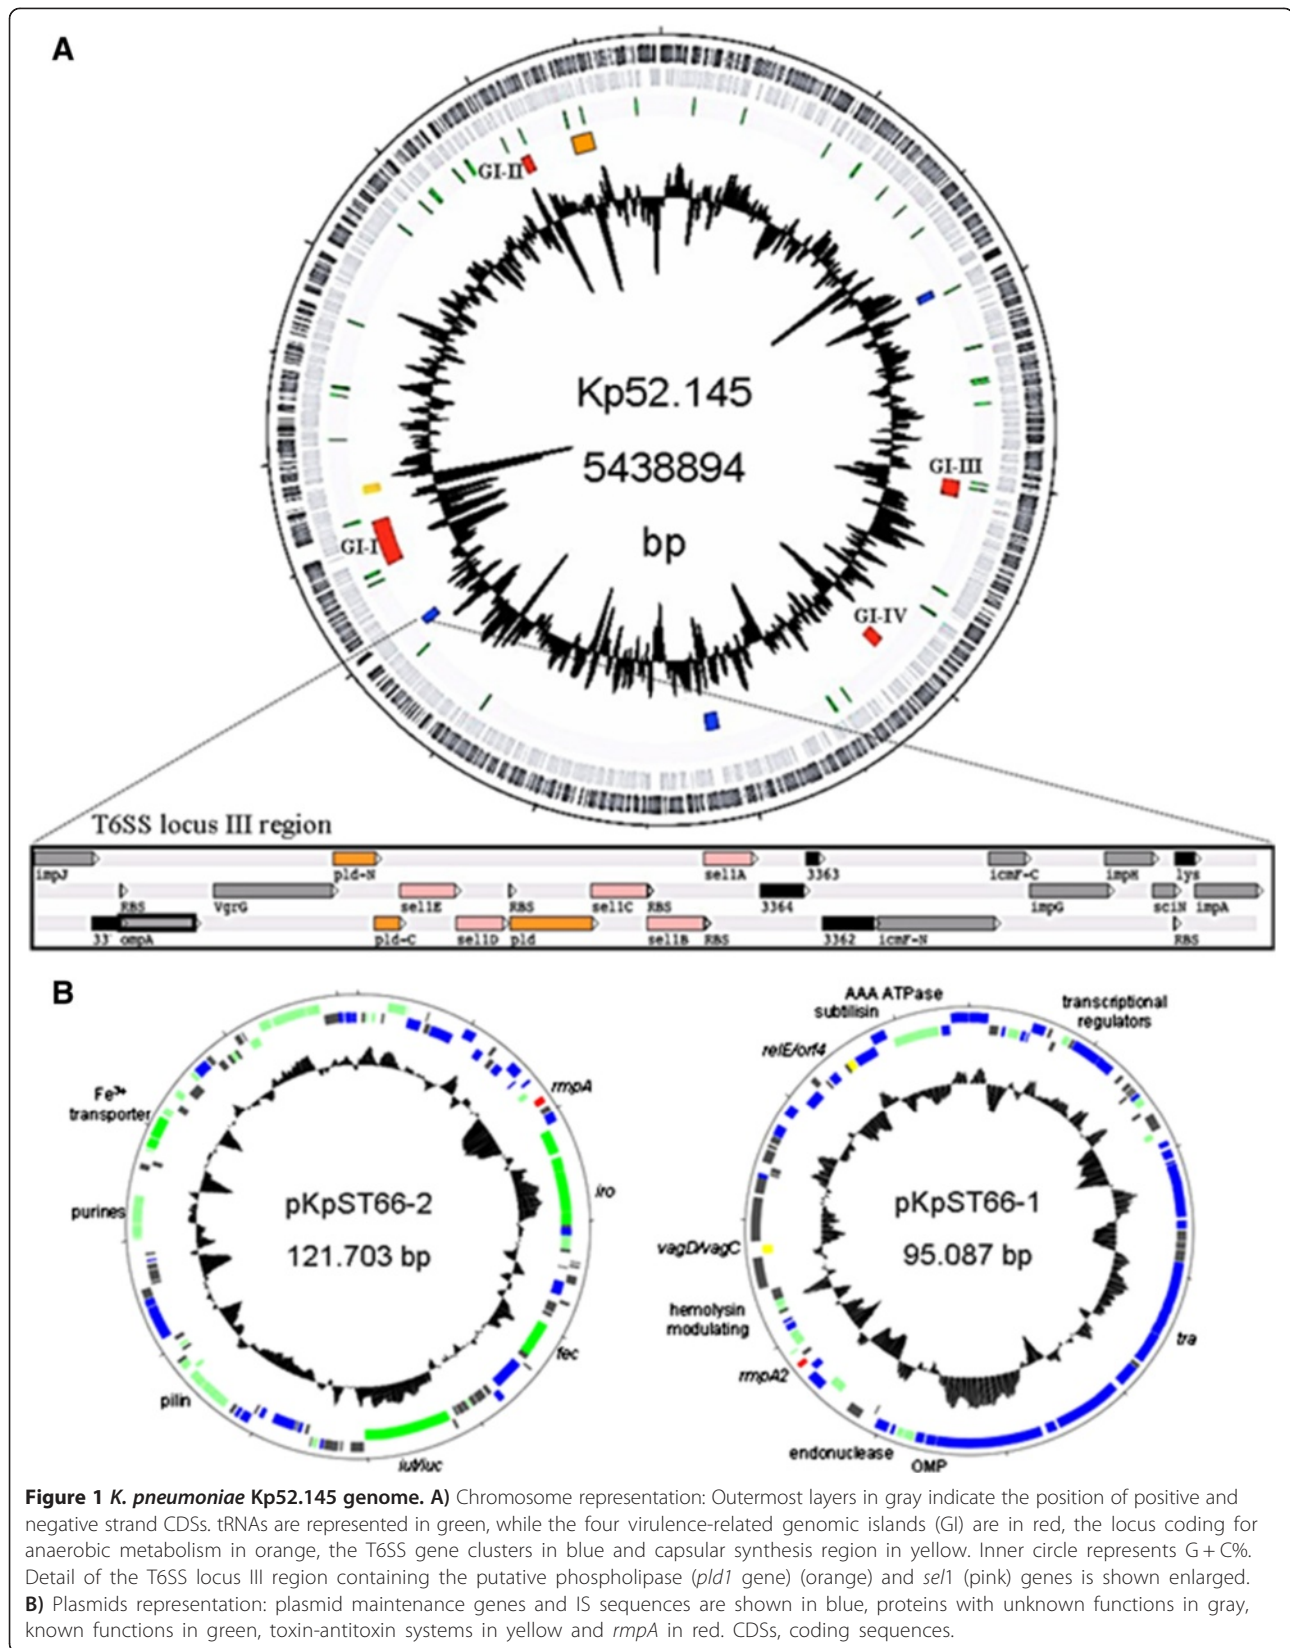 A
GI-II
Kp52.145
5438894
bp
GI-III
GI-I
GI-IV
T6SS locus III region
impJ pld-N sel1A 3363 icmF-C impH lys
RBS VgrG sel1E RBS sel1C RBS 3364 impG sciN impA
33 ompA pld-C sel1D pld sel1B RBS 3362 icmF-N RBS
B
AAA ATPase
subtilisin
transcriptional
regulators
relE/orf4
rmpA
Fe3+
transporter
iro
purines
pKpST66-2
121.703 bp
pKpST66-1
95.087 bp
vagD/vagC
hemolysin
modulating
fec
tra
rmpA2
pilin
endonuclease
OMP
iut/iuc
Figure 1 K. pneumoniae Kp52.145 genome. A) Chromosome representation: Outermost layers in gray indicate the position of positive and
negative strand CDSs. tRNAs are represented in green, while the four virulence-related genomic islands (GI) are in red, the locus coding for
anaerobic metabolism in orange, the T6SS gene clusters in blue and capsular synthesis region in yellow. Inner circle represents G + C%.
Detail of the T6SS locus III region containing the putative phospholipase (pld1 gene) (orange) and sel1 (pink) genes is shown enlarged.
B) Plasmids representation: plasmid maintenance genes and IS sequences are shown in blue, proteins with unknown functions in gray,
known functions in green, toxin-antitoxin systems in yellow and rmpA in red. CDSs, coding sequences.